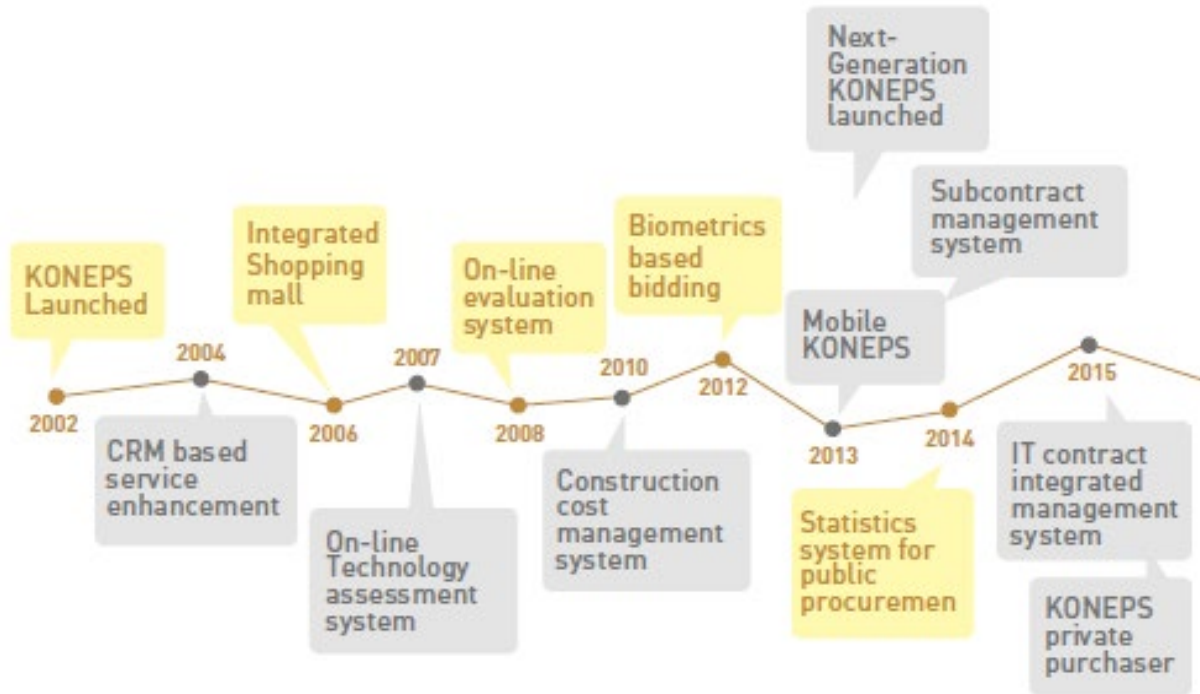 KONEPS
Launched
2002
2004
CRM based
service
enhancement
Integrated
Shopping
mall
2006
2007
On-line
Technology
assessment
system
On-line
evaluation
system
2008
2010
Construction
cost
management
system
Biometrics
based
bidding
2012
Next-
Generation
KONEPS
launched
Mobile
KONEPS
2013
Subcontract
management
system
2014
Statistics
system for
public
procuremen
2015
IT contract
integrated
management
system
KONEPS
private
purchaser